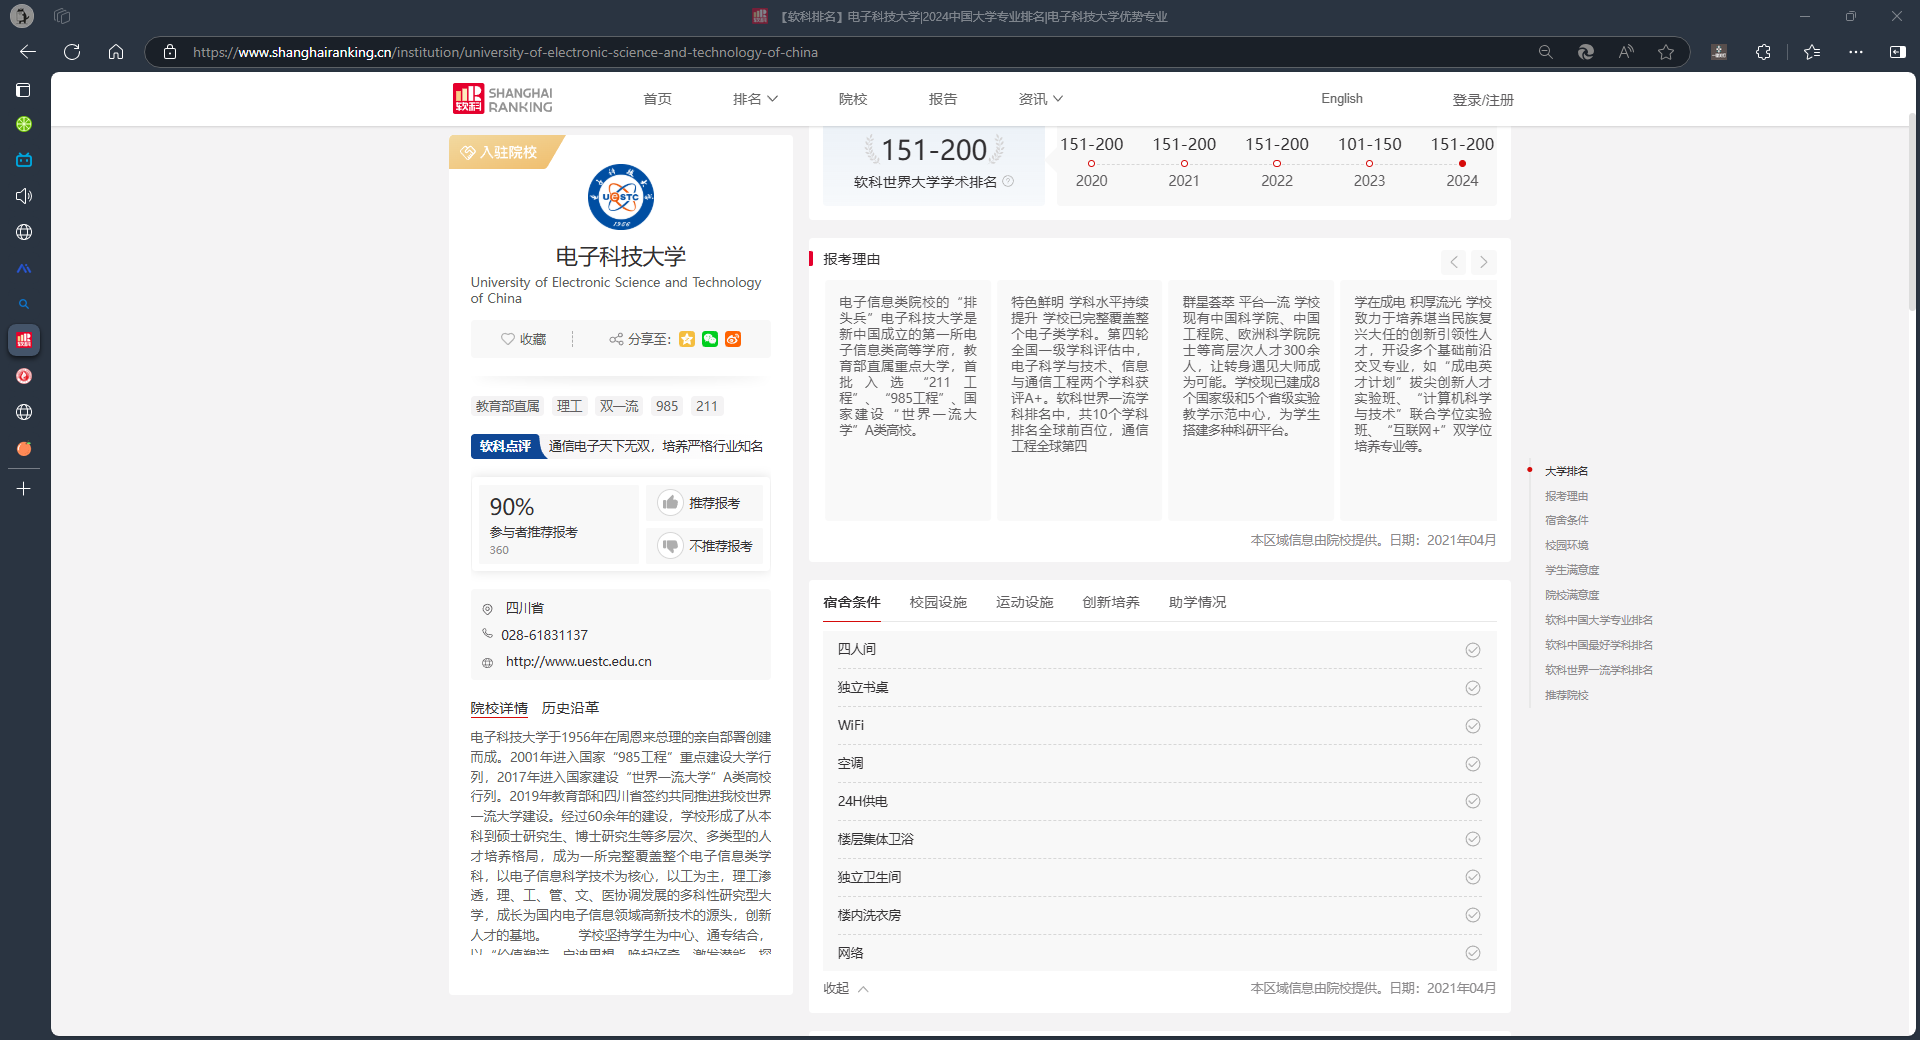 【软科排名】电子科技大学|2024中国大学专业排名|电子科技大学优势专业
https://www.shanghairanking.cn/institution/university-of-electronic-science-and-technology-of-china
软科
SHANGHAI
RANKING
首页
排名
院校
报告
资讯
English
登录/注册
入驻院校
UESTC
1956
电子科技大学
University of Electronic Science and Technology
of China
收藏
分享至:
教育部直属 理工 双一流 985 211
软科点评 通信电子天下无双，培养严格行业知名
90%
参与者推荐报考
360
推荐报考
不推荐报考
四川省
028-61831137
http://www.uestc.edu.cn
院校详情 历史沿革
电子科技大学于1956年在周恩来总理的亲自部署创建
而成。2001年进入国家“985工程”重点建设大学行
列，2017年进入国家建设“世界一流大学”A类高校
行列。2019年教育部和四川省签约共同推进我校世界
一流大学建设。经过60余年的建设，学校形成了从本
科到硕士研究生、博士研究生等多层次、多类型的人
才培养格局，成为一所完整覆盖整个电子信息类学
科，以电子信息科学技术为核心，以工为主，理工渗
透，理、工、管、文、医协调发展的多科性研究型大
学，成长为国内电子信息领域高新技术的源头，创新
人才的基地。 学校坚持学生为中心、通专结合，
以“价值塑造、启迪思想、唤起好奇、激发潜能、探
151-200
软科世界大学学术排名
151-200 151-200 151-200 101-150 151-200
2020 2021 2022 2023 2024
报考理由
电子信息类院校的“排
头兵”电子科技大学是
新中国成立的第一所电
子信息类高等学府，教
育部直属重点大学，首
批入选“211工
程”、“985工程”、国
家建设“世界一流大
学”A类高校。
特色鲜明 学科水平持续
提升 学校已完整覆盖整
个电子类学科。第四轮
全国一级学科评估中，
电子科学与技术、信息
与通信工程两个学科获
评A+。软科世界一流学
科排名中，共10个学科
排名全球前百位，通信
工程全球第四
群星荟萃 平台一流 学校
现有中国科学院、中国
工程院、欧洲科学院院
士等高层次人才300余
人，让转身遇见大师成
为可能。学校现已建成8
个国家级和5个省级实验
教学示范中心，为学生
搭建多种科研平台。
学在成电 积厚流光 学校
致力于培养堪当民族复
兴大任的创新引领性人
才，开设多个基础前沿
交叉专业，如“成电英
才计划”拔尖创新人才
实验班、“计算机科学
与技术”联合学位实验
班、“互联网+”双学位
培养专业等。
本区域信息由院校提供。日期：2021年04月
宿舍条件 校园设施 运动设施 创新培养 助学情况
四人间
独立书桌
WiFi
空调
24H供电
楼层集体卫浴
独立卫生间
楼内洗衣房
网络
收起
本区域信息由院校提供。日期：2021年04月
大学排名
报考理由
宿舍条件
校园环境
学生满意度
院校满意度
软科中国大学专业排名
软科中国最好学科排名
软科世界一流学科排名
推荐院校